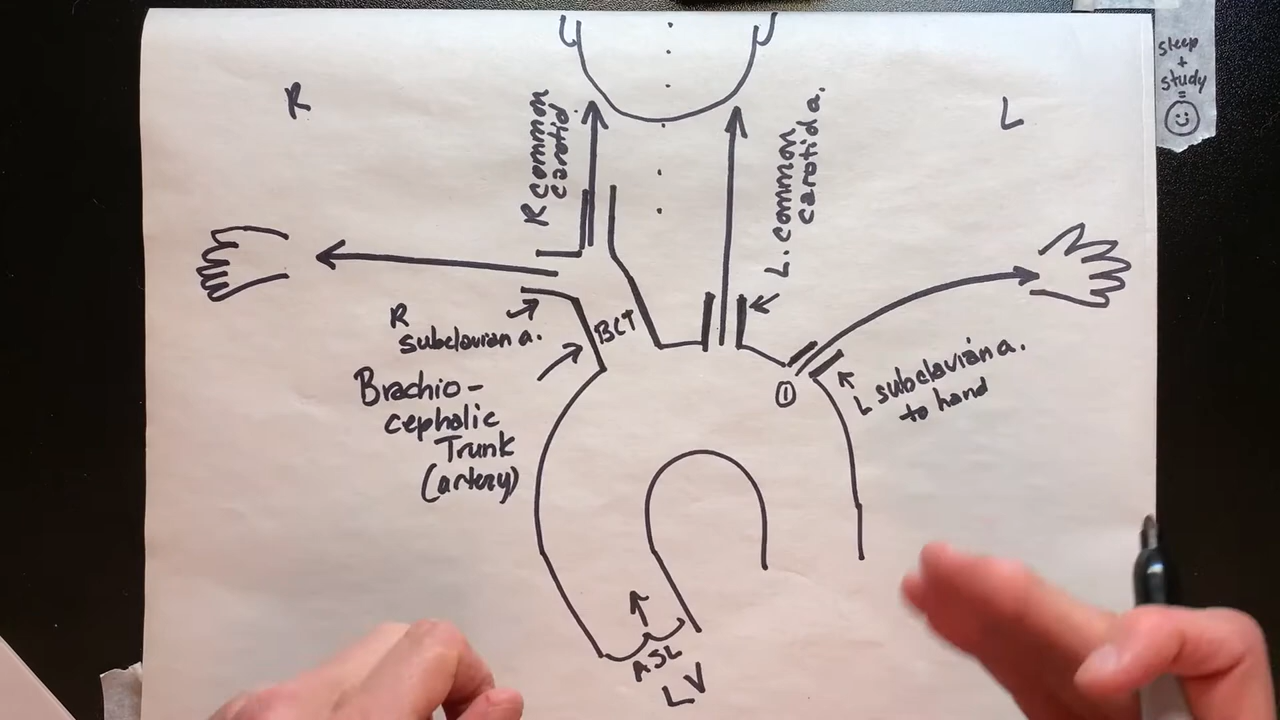 sleep
+
study
=
R
L
R common
carotid
L. common
carotid a.
R
subclavian a.
BCT
Brachio-
cephalic
Trunk
(artery)
①
L subclavian a.
to hand
ASL
LV